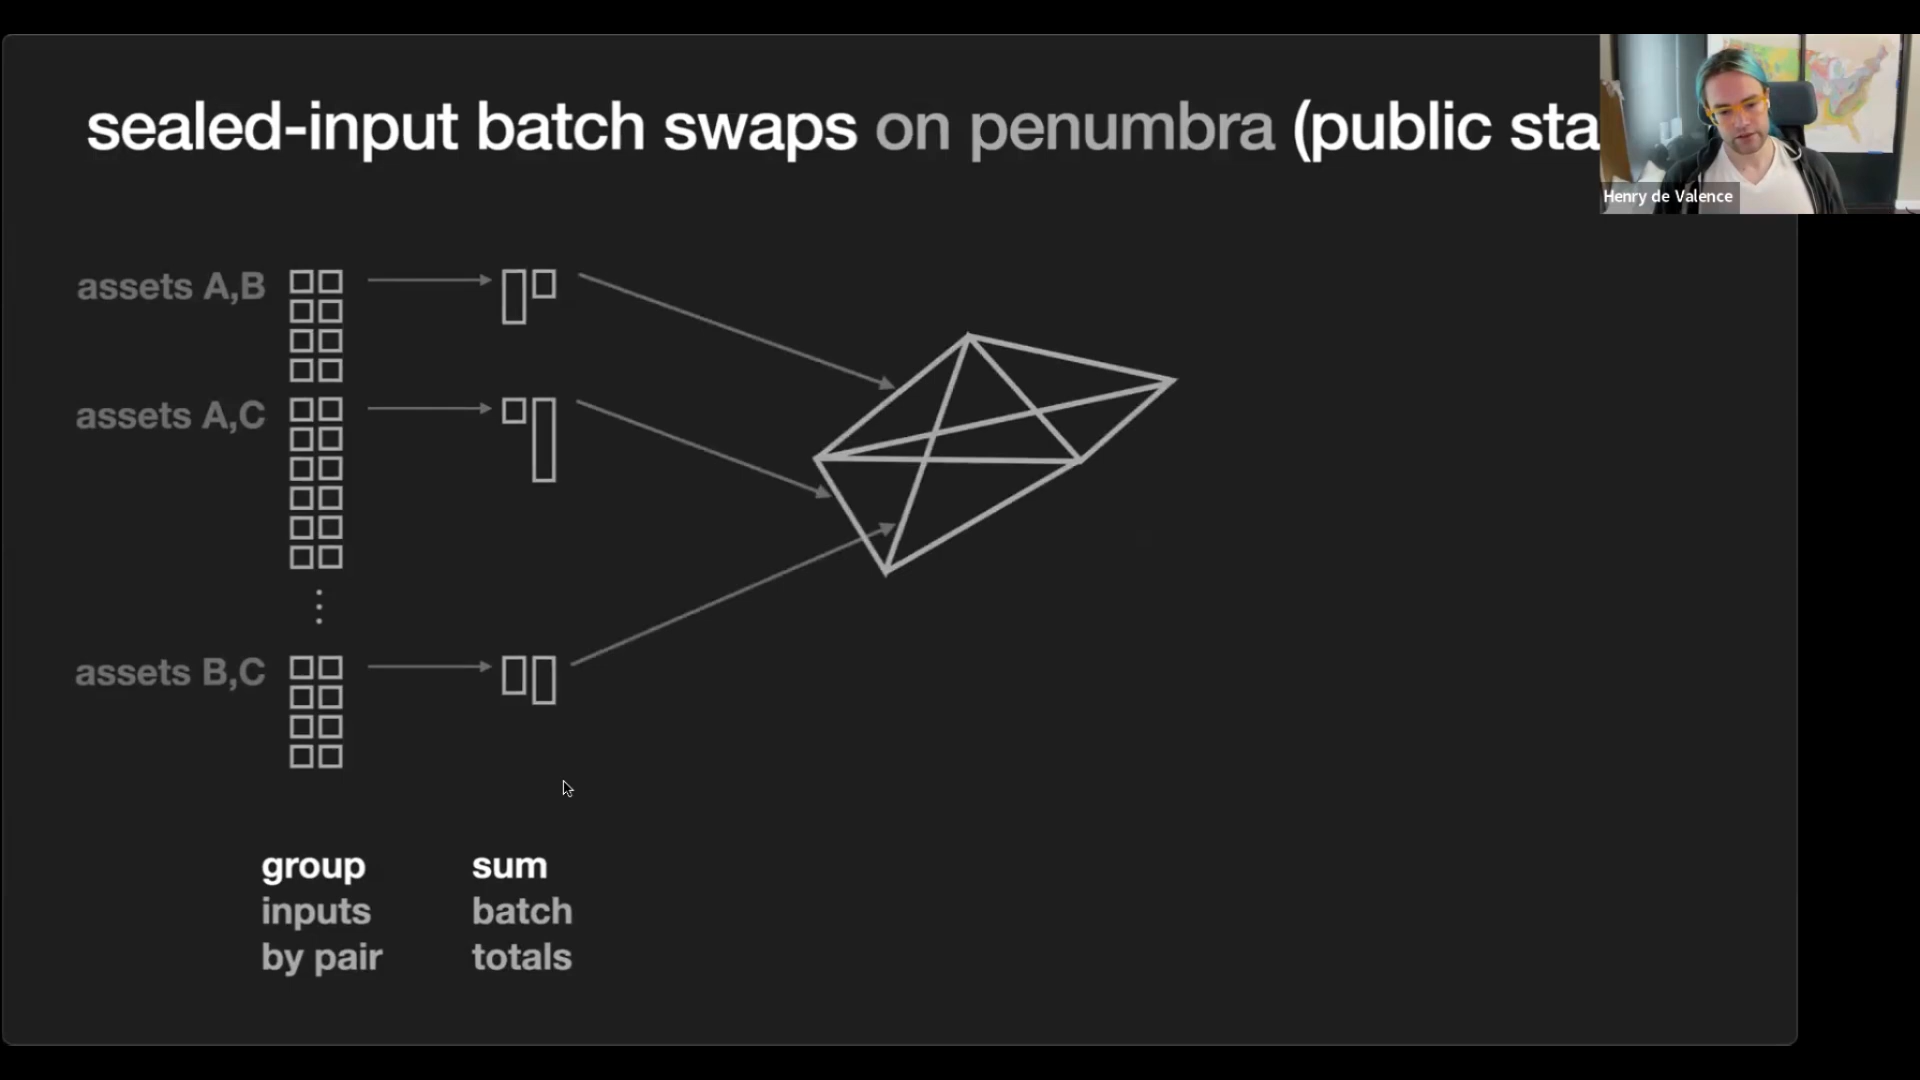 sealed-input batch swaps on penumbra (public sta
Henry de Valence
assets A,B
assets A,C
assets B,C
group
inputs
by pair
sum
batch
totals